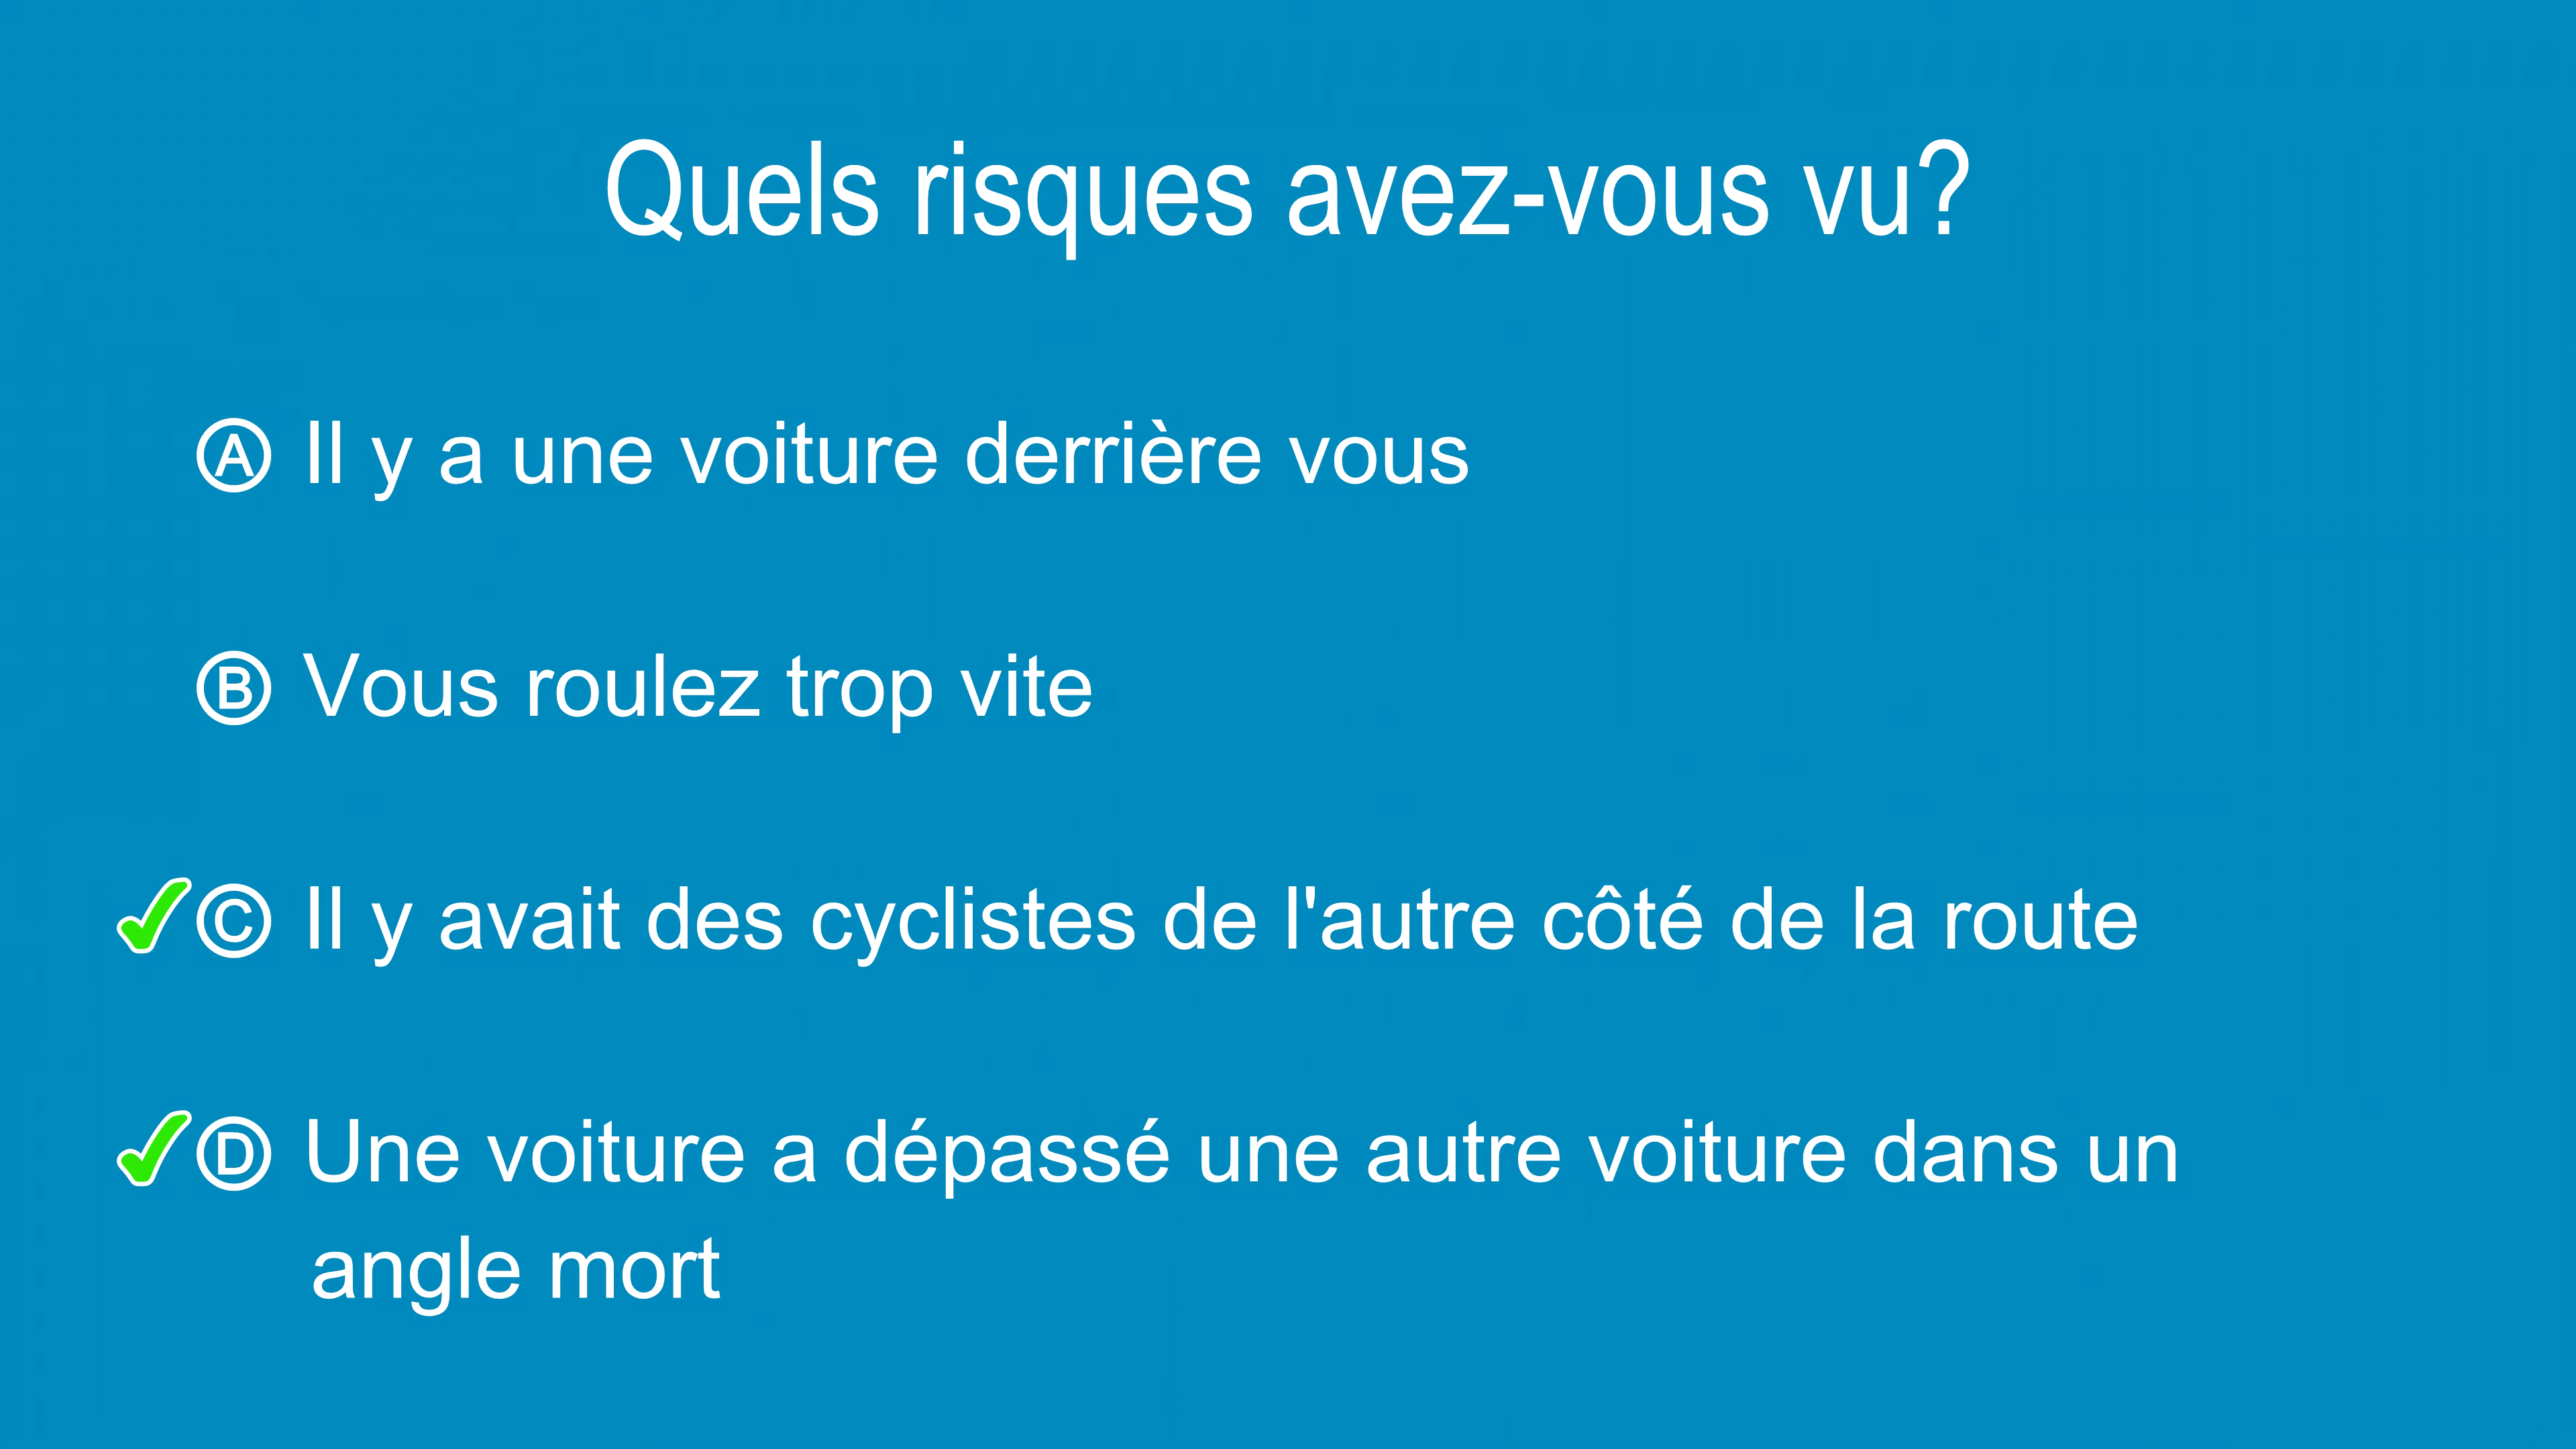 Quels risques avez-vous vu?
Ⓐ Il y a une voiture derrière vous
Ⓑ Vous roulez trop vite
✓Ⓒ Il y avait des cyclistes de l'autre côté de la route
✓Ⓓ Une voiture a dépassé une autre voiture dans un
angle mort